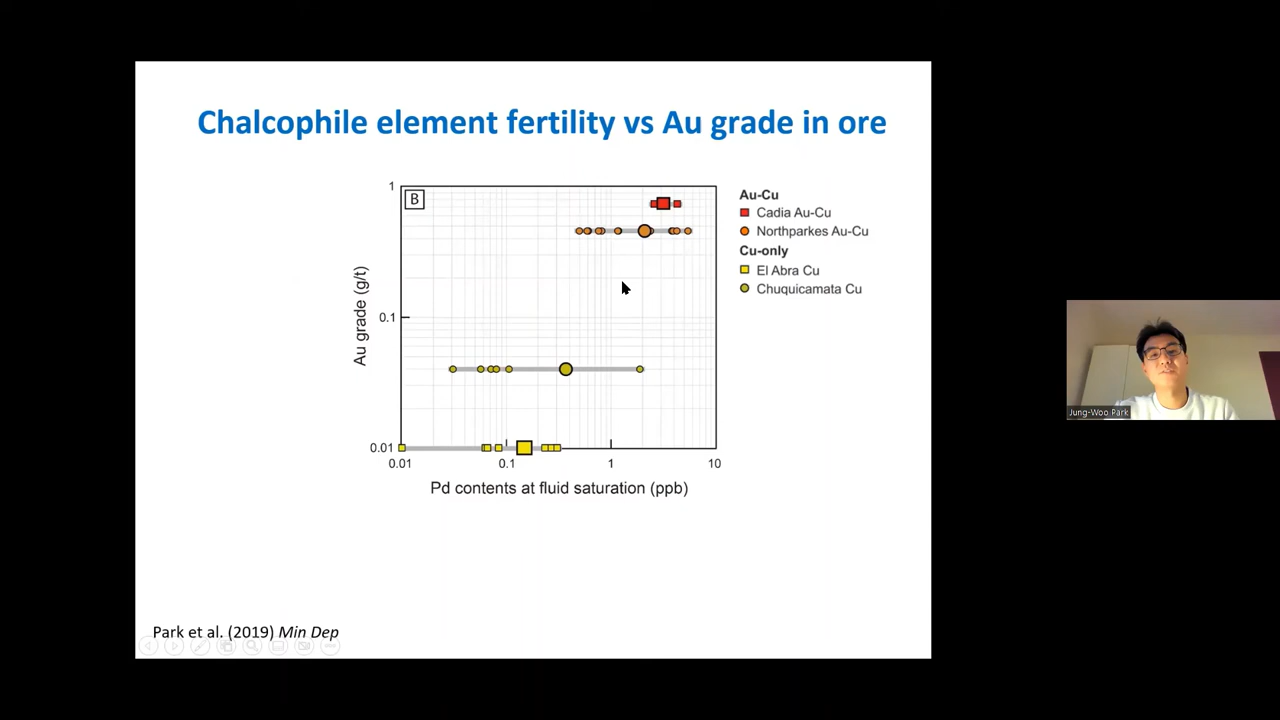 Chalcophile element fertility vs Au grade in ore
B
1
0.1
0.01
Au grade (g/t)
0.01
0.1
1
10
Pd contents at fluid saturation (ppb)
Au-Cu
Cadia Au-Cu
Northparkes Au-Cu
Cu-only
El Abra Cu
Chuquicamata Cu
Park et al. (2019) Min Dep
Jung-Woo Park